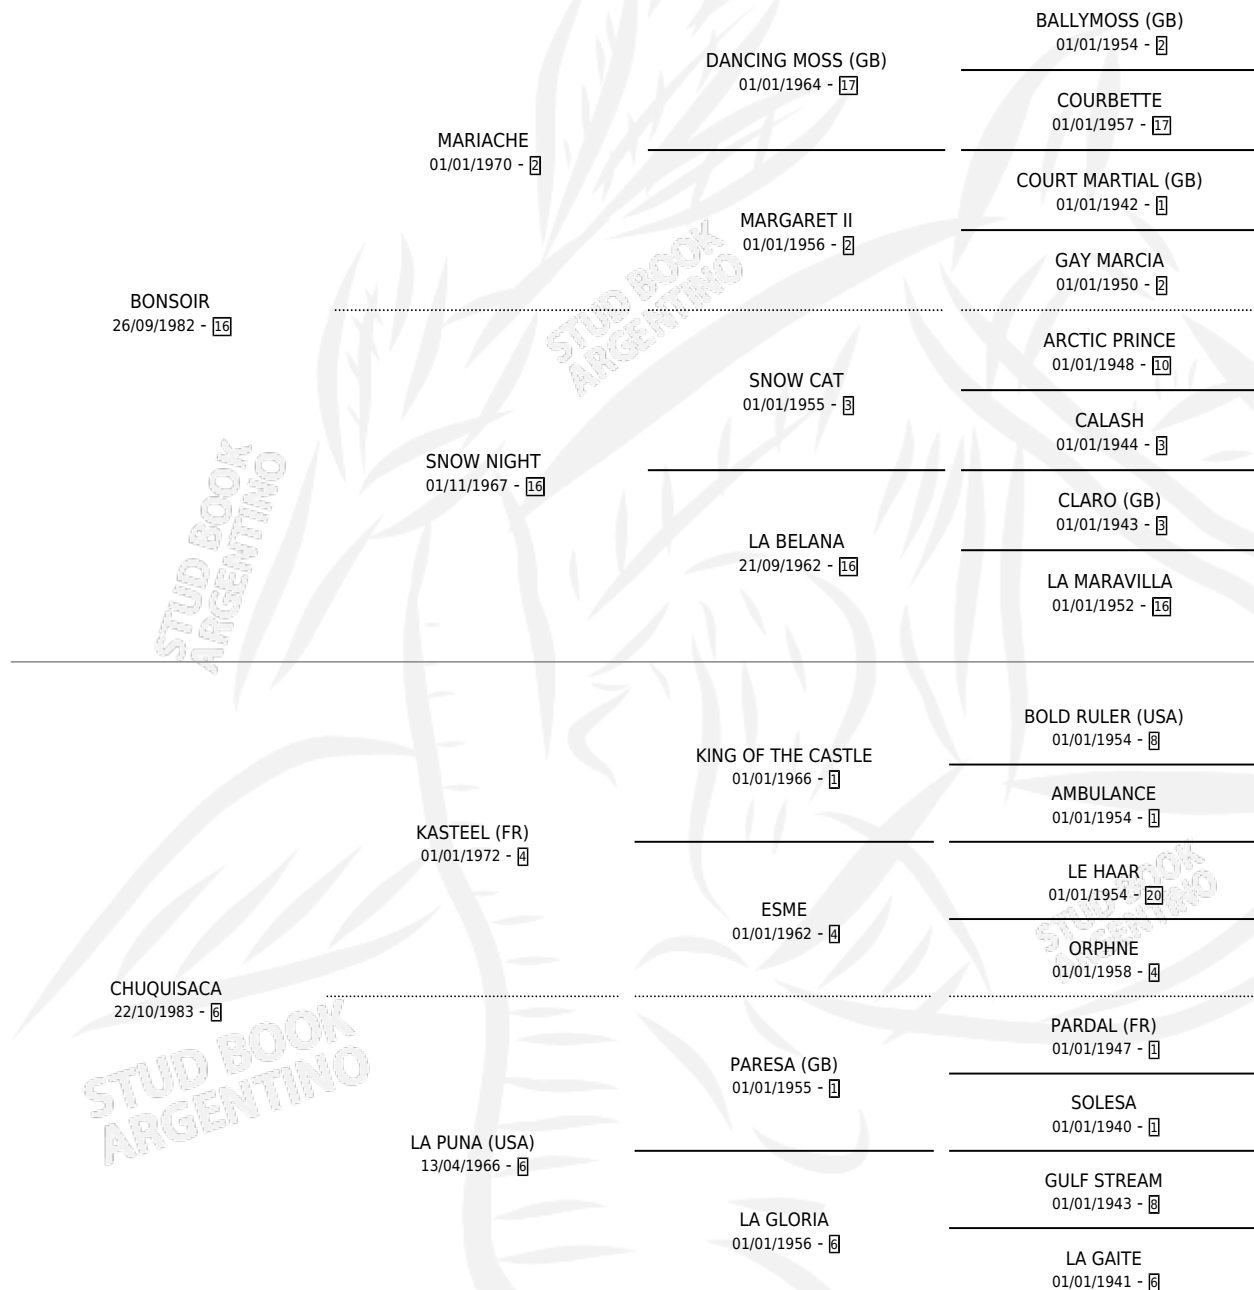 BALLYMOSS (GB)
01/01/1954 - 2
DANCING MOSS (GB)
01/01/1964 - 17
COURBETTE
01/01/1957 - 17
MARIACHE
01/01/1970 - 2
COURT MARTIAL (GB)
01/01/1942 - 1
MARGARET II
01/01/1956 - 2
GAY MARCIA
01/01/1950 - 2
BONSOIR
26/09/1982 - 16
STUD BOOK
ARGENTINO
ARCTIC PRINCE
01/01/1948 - 10
SNOW CAT
01/01/1955 - 3
CALASH
01/01/1944 - 3
SNOW NIGHT
01/11/1967 - 16
CLARO (GB)
01/01/1943 - 3
LA BELANA
21/09/1962 - 16
LA MARAVILLA
01/01/1952 - 16
STUD BOOK
ARGENTINO
BOLD RULER (USA)
01/01/1954 - 8
KING OF THE CASTLE
01/01/1966 - 1
AMBULANCE
01/01/1954 - 1
KASTEEL (FR)
01/01/1972 - 4
LE HAAR
01/01/1954 - 20
ESME
01/01/1962 - 4
STUD BOOK
ARGENTINO
ORPHNE
01/01/1958 - 4
CHUQUISACA
22/10/1983 - 6
STUD BOOK
ARGENTINO
PARDAL (FR)
01/01/1947 - 1
PARESA (GB)
01/01/1955 - 1
SOLESA
01/01/1940 - 1
LA PUNA (USA)
13/04/1966 - 6
GULF STREAM
01/01/1943 - 8
LA GLORIA
01/01/1956 - 6
LA GAITE
01/01/1941 - 6